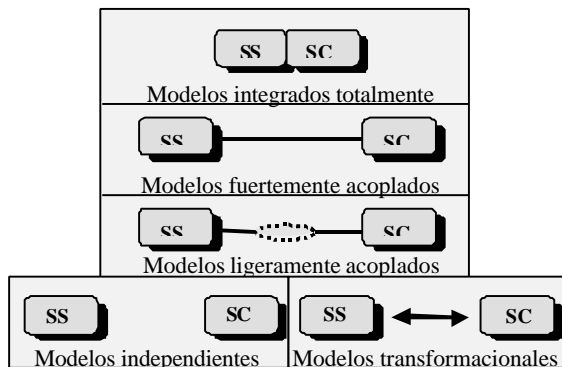 SS SC
Modelos integrados totalmente
SS SC
Modelos fuertemente acoplados
SS SC
Modelos ligeramente acoplados
SS SC SS SC
Modelos independientes Modelos transformacionales